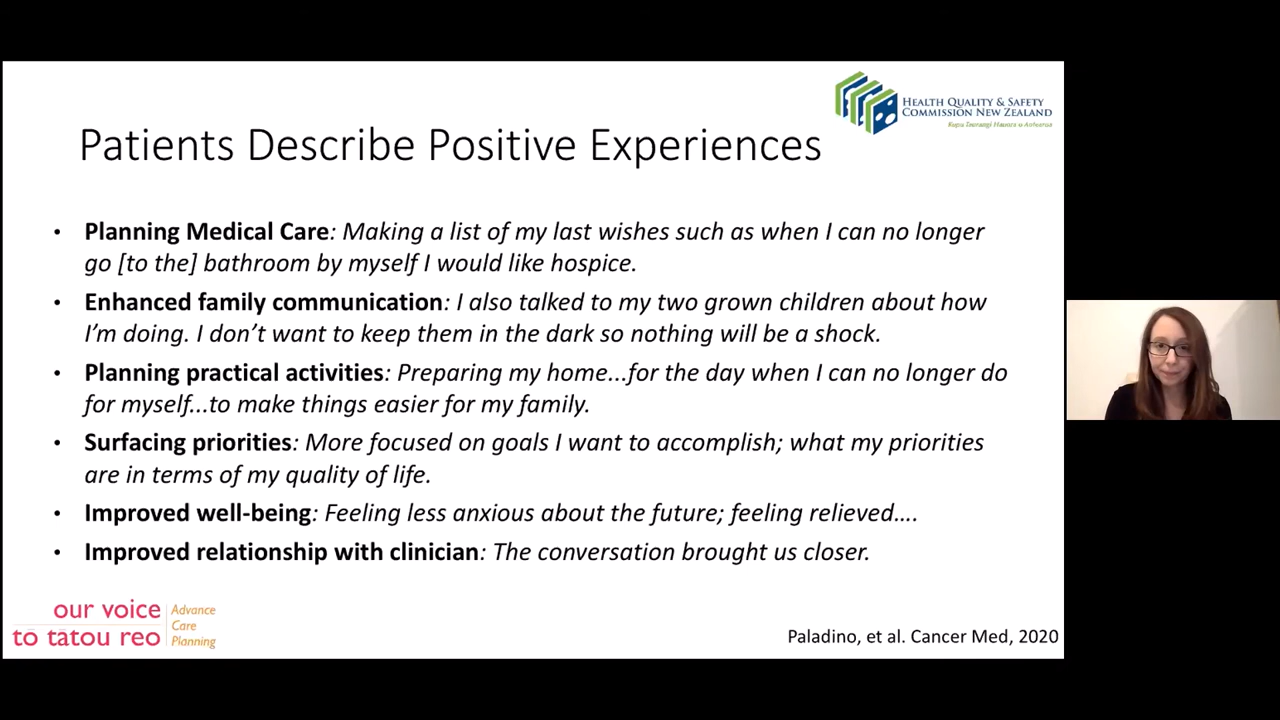 HEALTH QUALITY & SAFETY
COMMISSION NEW ZEALAND
Kupu Taurangi Hauora o Aotearoa
Patients Describe Positive Experiences
• Planning Medical Care: Making a list of my last wishes such as when I can no longer
go [to the] bathroom by myself I would like hospice.
• Enhanced family communication: I also talked to my two grown children about how
I’m doing. I don’t want to keep them in the dark so nothing will be a shock.
• Planning practical activities: Preparing my home...for the day when I can no longer do
for myself...to make things easier for my family.
• Surfacing priorities: More focused on goals I want to accomplish; what my priorities
are in terms of my quality of life.
• Improved well-being: Feeling less anxious about the future; feeling relieved....
• Improved relationship with clinician: The conversation brought us closer.
our voice
tō tātou reo
Advance
Care
Planning
Paladino, et al. Cancer Med, 2020